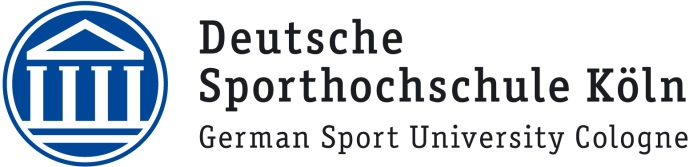 Deutsche
Sporthochschule Köln
German Sport University Cologne